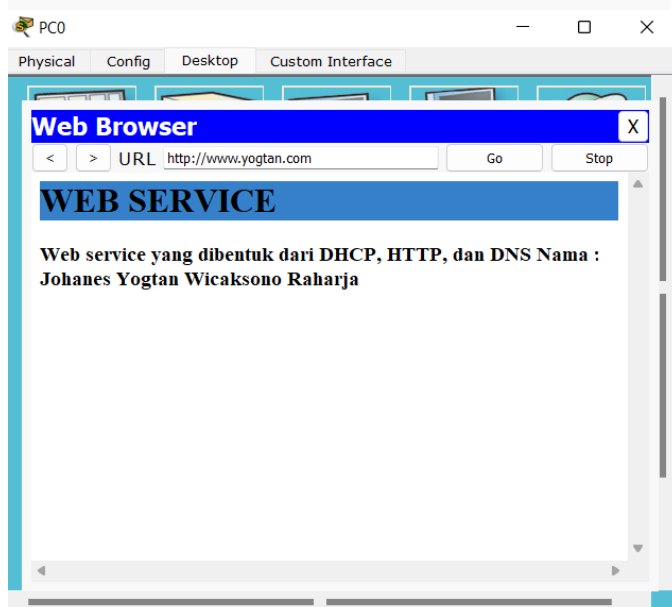 PC0
Physical Config Desktop Custom Interface
Web Browser X
< > URL http://www.yogtan.com Go Stop
WEB SERVICE
Web service yang dibentuk dari DHCP, HTTP, dan DNS Nama :
Johanes Yogtan Wicaksono Raharja